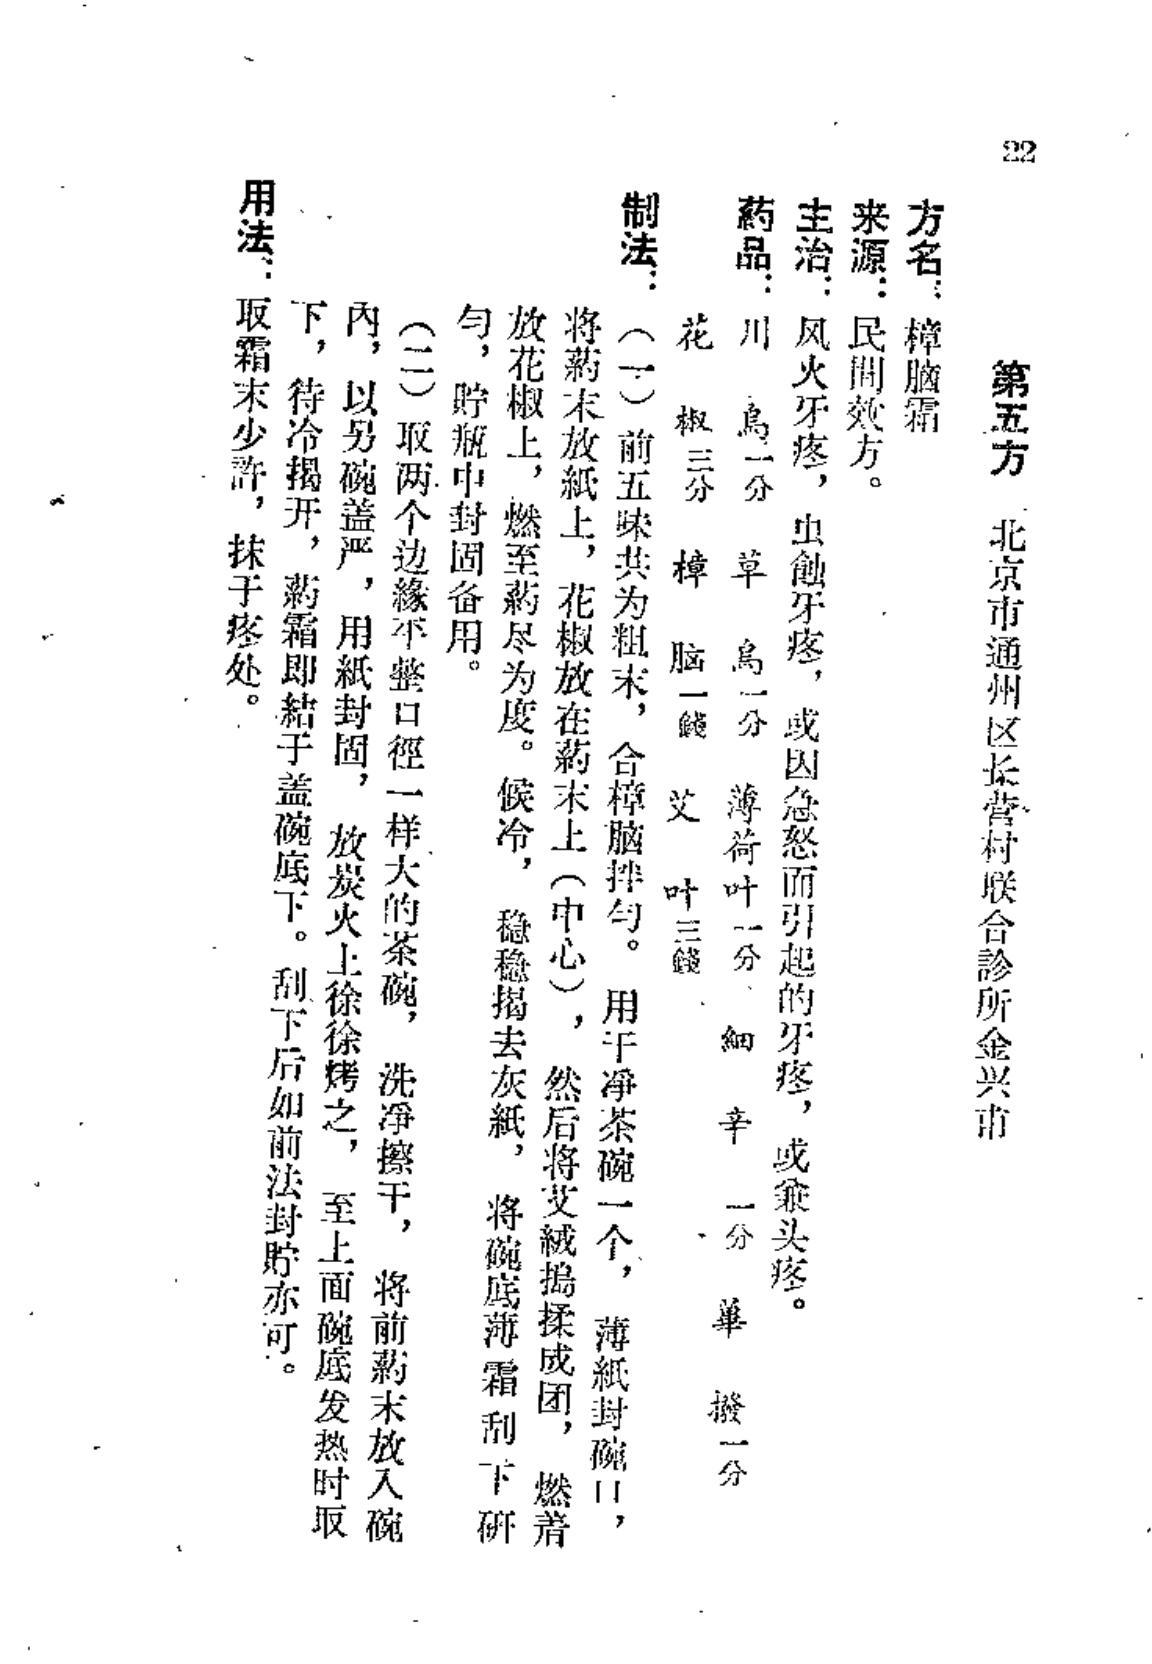 22
第五方　北京市通州区长营村联合診所金兴市
方名：樟脑霜
来源：民間效方。
主治：风火牙疼，虫蝕牙疼，或因急怒而引起的牙疼，或兼头疼。
葯品：川烏一分　草烏一分　薄荷叶一分　細辛一分　蓽撥一分
花椒三分　樟脑一錢　艾叶三錢
制法：（一）前五味共为粗末，合樟脑拌匀。用干凈茶碗一个，薄紙封碗口，
将葯末放紙上，花椒放在葯末上（中心），然后将艾絨搗揉成团，燃着
放花椒上，燃至葯尽为度。候冷，稳稳揭去灰紙，将碗底薄霜刮下研
匀，貯瓶中封固备用。
（二）取两个边緣平整口徑一样大的茶碗，洗凈擦干，将前葯末放入碗
內，以另碗盖严，用紙封固，放炭火上徐徐烤之，至上面碗底发热时取
下，待冷揭开，葯霜即結于盖碗底下。刮下后如前法封貯亦可。
用法：取霜末少許，抹于疼处。